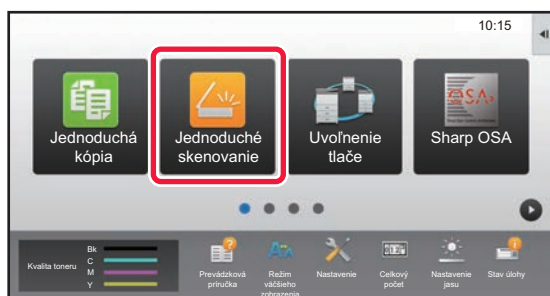 10:15
Jednoduchá
kópia
Jednoduché
skenovanie
Uvoľnenie
tlače
Sharp OSA
OSA
Kvalita toneru
Bk
C
M
Y
Prevádzková
príručka
Režim
väčšieho
zobrazenia
Nastavenie
Celkový
počet
Nastavenie
jasu
Stav úlohy